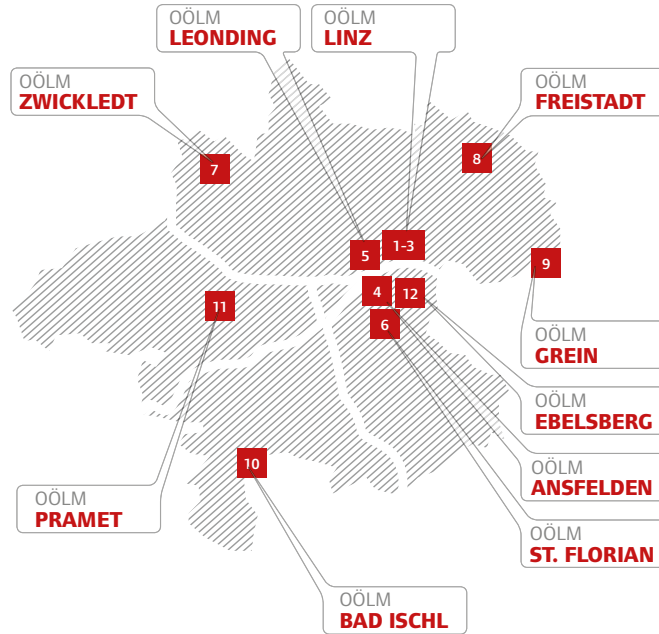 OÖLM
LEONDING
OÖLM
LINZ
OÖLM
ZWICKLEDT
OÖLM
FREISTADT
7
8
5
1-3
9
11
4
12
6
OÖLM
GREIN
OÖLM
EBELSBERG
10
OÖLM
ANSFELDEN
OÖLM
PRAMET
OÖLM
ST. FLORIAN
OÖLM
BAD ISCHL